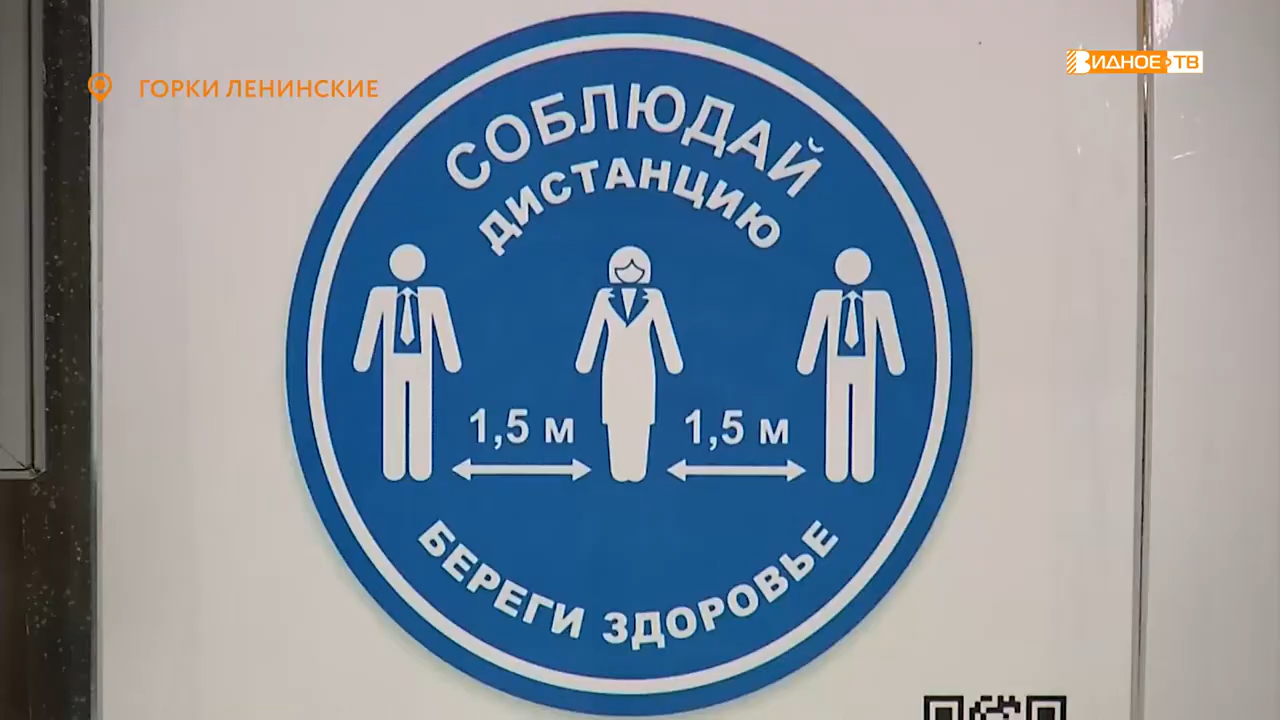 ГОРКИ ЛЕНИНСКИЕ
ВИДНОЕ ТВ
СОБЛЮДАЙ
ДИСТАНЦИЮ
1,5 м 1,5 м
БЕРЕГИ ЗДОРОВЬЕ